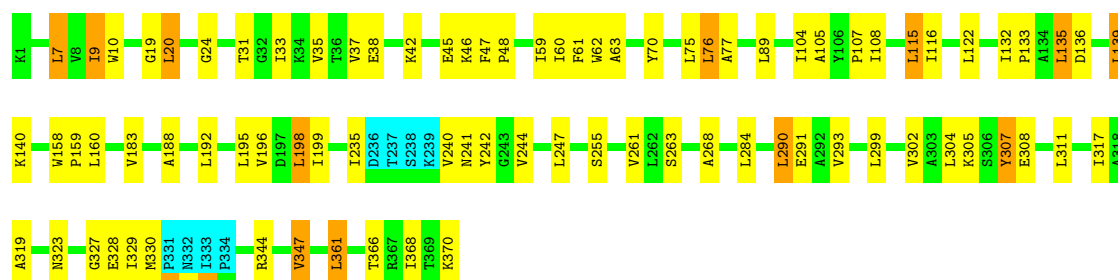 K1 L7 V8 I9 W10 G19 L20 G24 T31 G32 I33 K34 V35 T36 V37 E38 K42 E45 K46 F47 P48 I59 I60 F61 W62 A63 Y70 L75 L76 A77 L89 I104 A105 Y106 P107 I108 L115 I116 L122 I132 P133 A134 L135 D136 L139
K140 W158 P159 L160 V183 A188 L192 L195 V196 D197 L198 I199 I235 D236 T237 S238 K239 V240 N241 Y242 G243 V244 L247 S255 V261 L262 S263 A268 L284 L290 E291 A292 V293 L299 V302 A303 L304 K305 S306 Y307 E308 L311 I317 A318
A319 N323 G327 E328 I329 M330 P331 N332 I333 P334 R344 V347 L361 T366 R367 I368 T369 K370